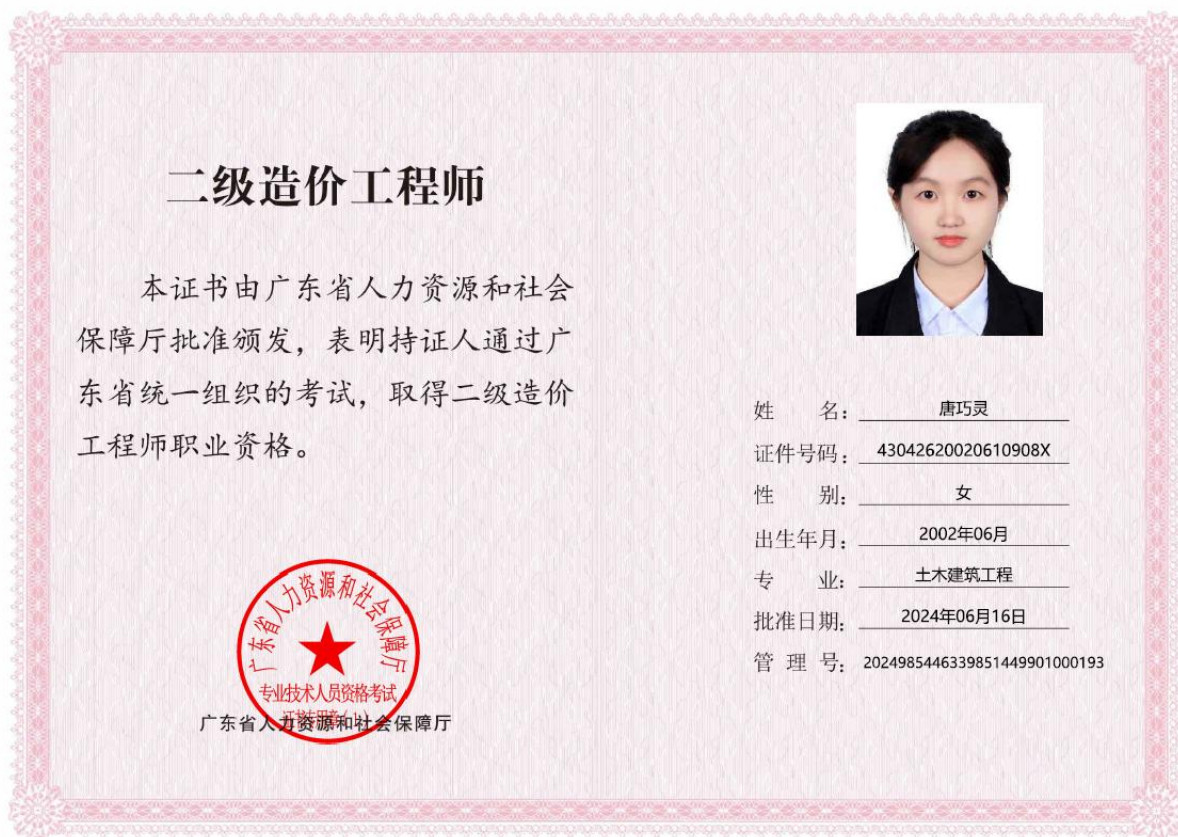 二级造价工程师
本证书由广东省人力资源和社会
保障厅批准颁发，表明持证人通过广
东省统一组织的考试，取得二级造价
工程师职业资格。
广东省人力资源和社会保障厅
专业技术人员资格考试
广东省人力资源和社会保障厅
姓 名： 唐巧灵
证件号码： 43042620020610908X
性 别： 女
出生年月： 2002年06月
专 业： 土木建筑工程
批准日期： 2024年06月16日
管 理 号： 2024985446339851449901000193